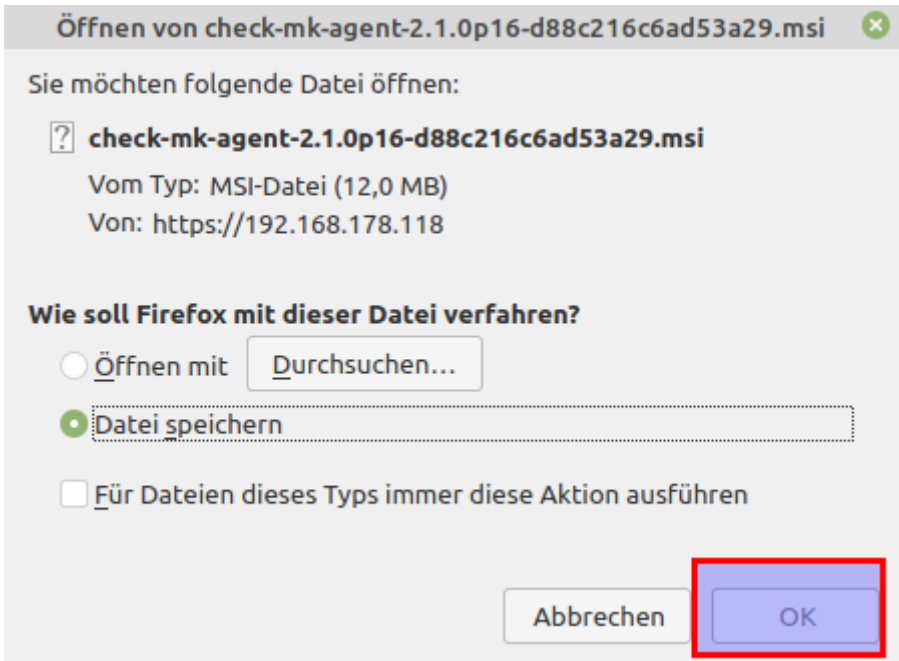 Öffnen von check-mk-agent-2.1.0p16-d88c216c6ad53a29.msi
Sie möchten folgende Datei öffnen:
? check-mk-agent-2.1.0p16-d88c216c6ad53a29.msi
Vom Typ: MSI-Datei (12,0 MB)
Von: https://192.168.178.118
Wie soll Firefox mit dieser Datei verfahren?
Öffnen mit Durchsuchen…
Datei speichern
Für Dateien dieses Typs immer diese Aktion ausführen
Abbrechen OK